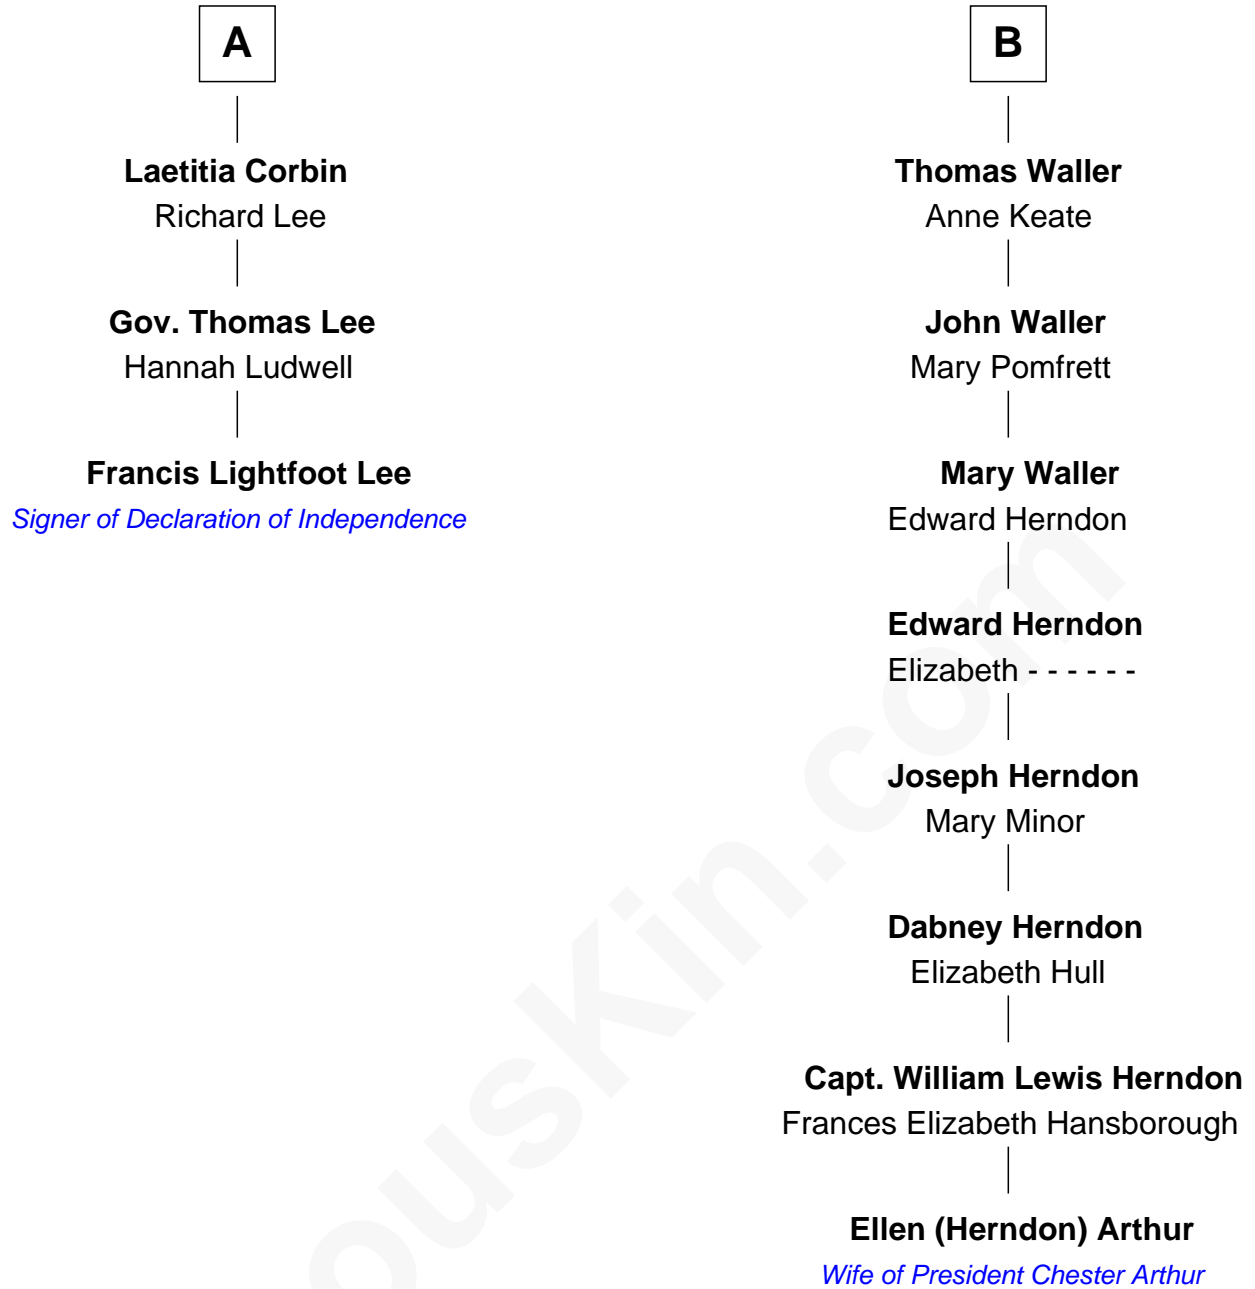 A
Laetitia Corbin
Richard Lee
Gov. Thomas Lee
Hannah Ludwell
Francis Lightfoot Lee
Signer of Declaration of Independence
B
Thomas Waller
Anne Keate
John Waller
Mary Pomfrett
Mary Waller
Edward Herndon
Edward Herndon
Elizabeth - - - - - -
Joseph Herndon
Mary Minor
Dabney Herndon
Elizabeth Hull
Capt. William Lewis Herndon
Frances Elizabeth Hansborough
Ellen (Herndon) Arthur
Wife of President Chester Arthur
ousKin.com